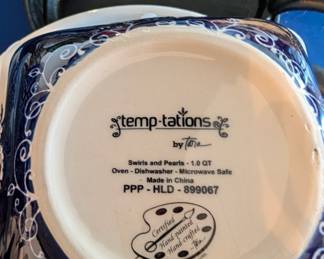 temp·tations
by Tara
Swirls and Pearls - 1.0 QT
Oven - Dishwasher - Microwave Safe
Made in China
PPP - HLD - 899067
Certified
Hand painted
Hand crafted